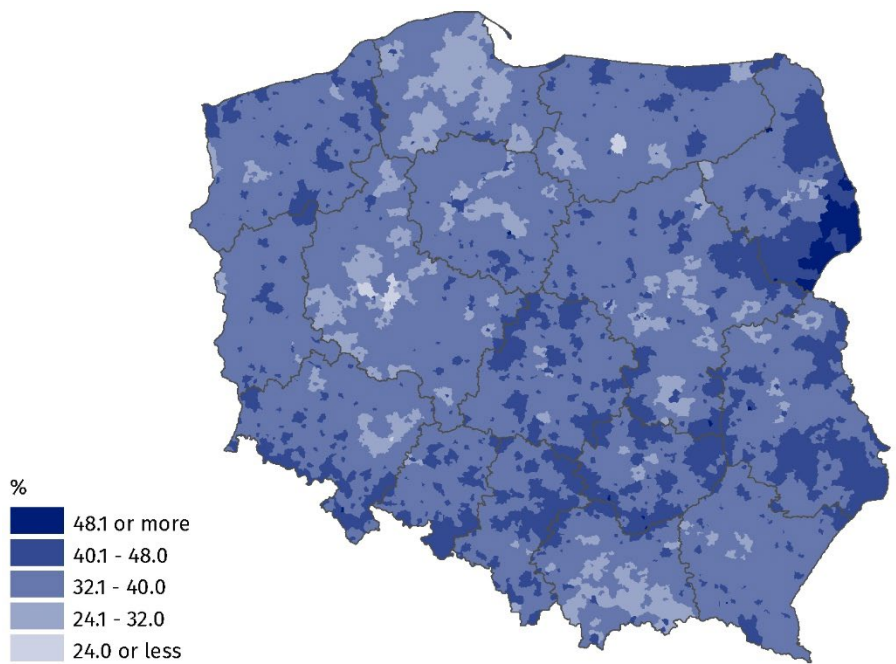 %
48.1 or more
40.1 - 48.0
32.1 - 40.0
24.1 - 32.0
24.0 or less